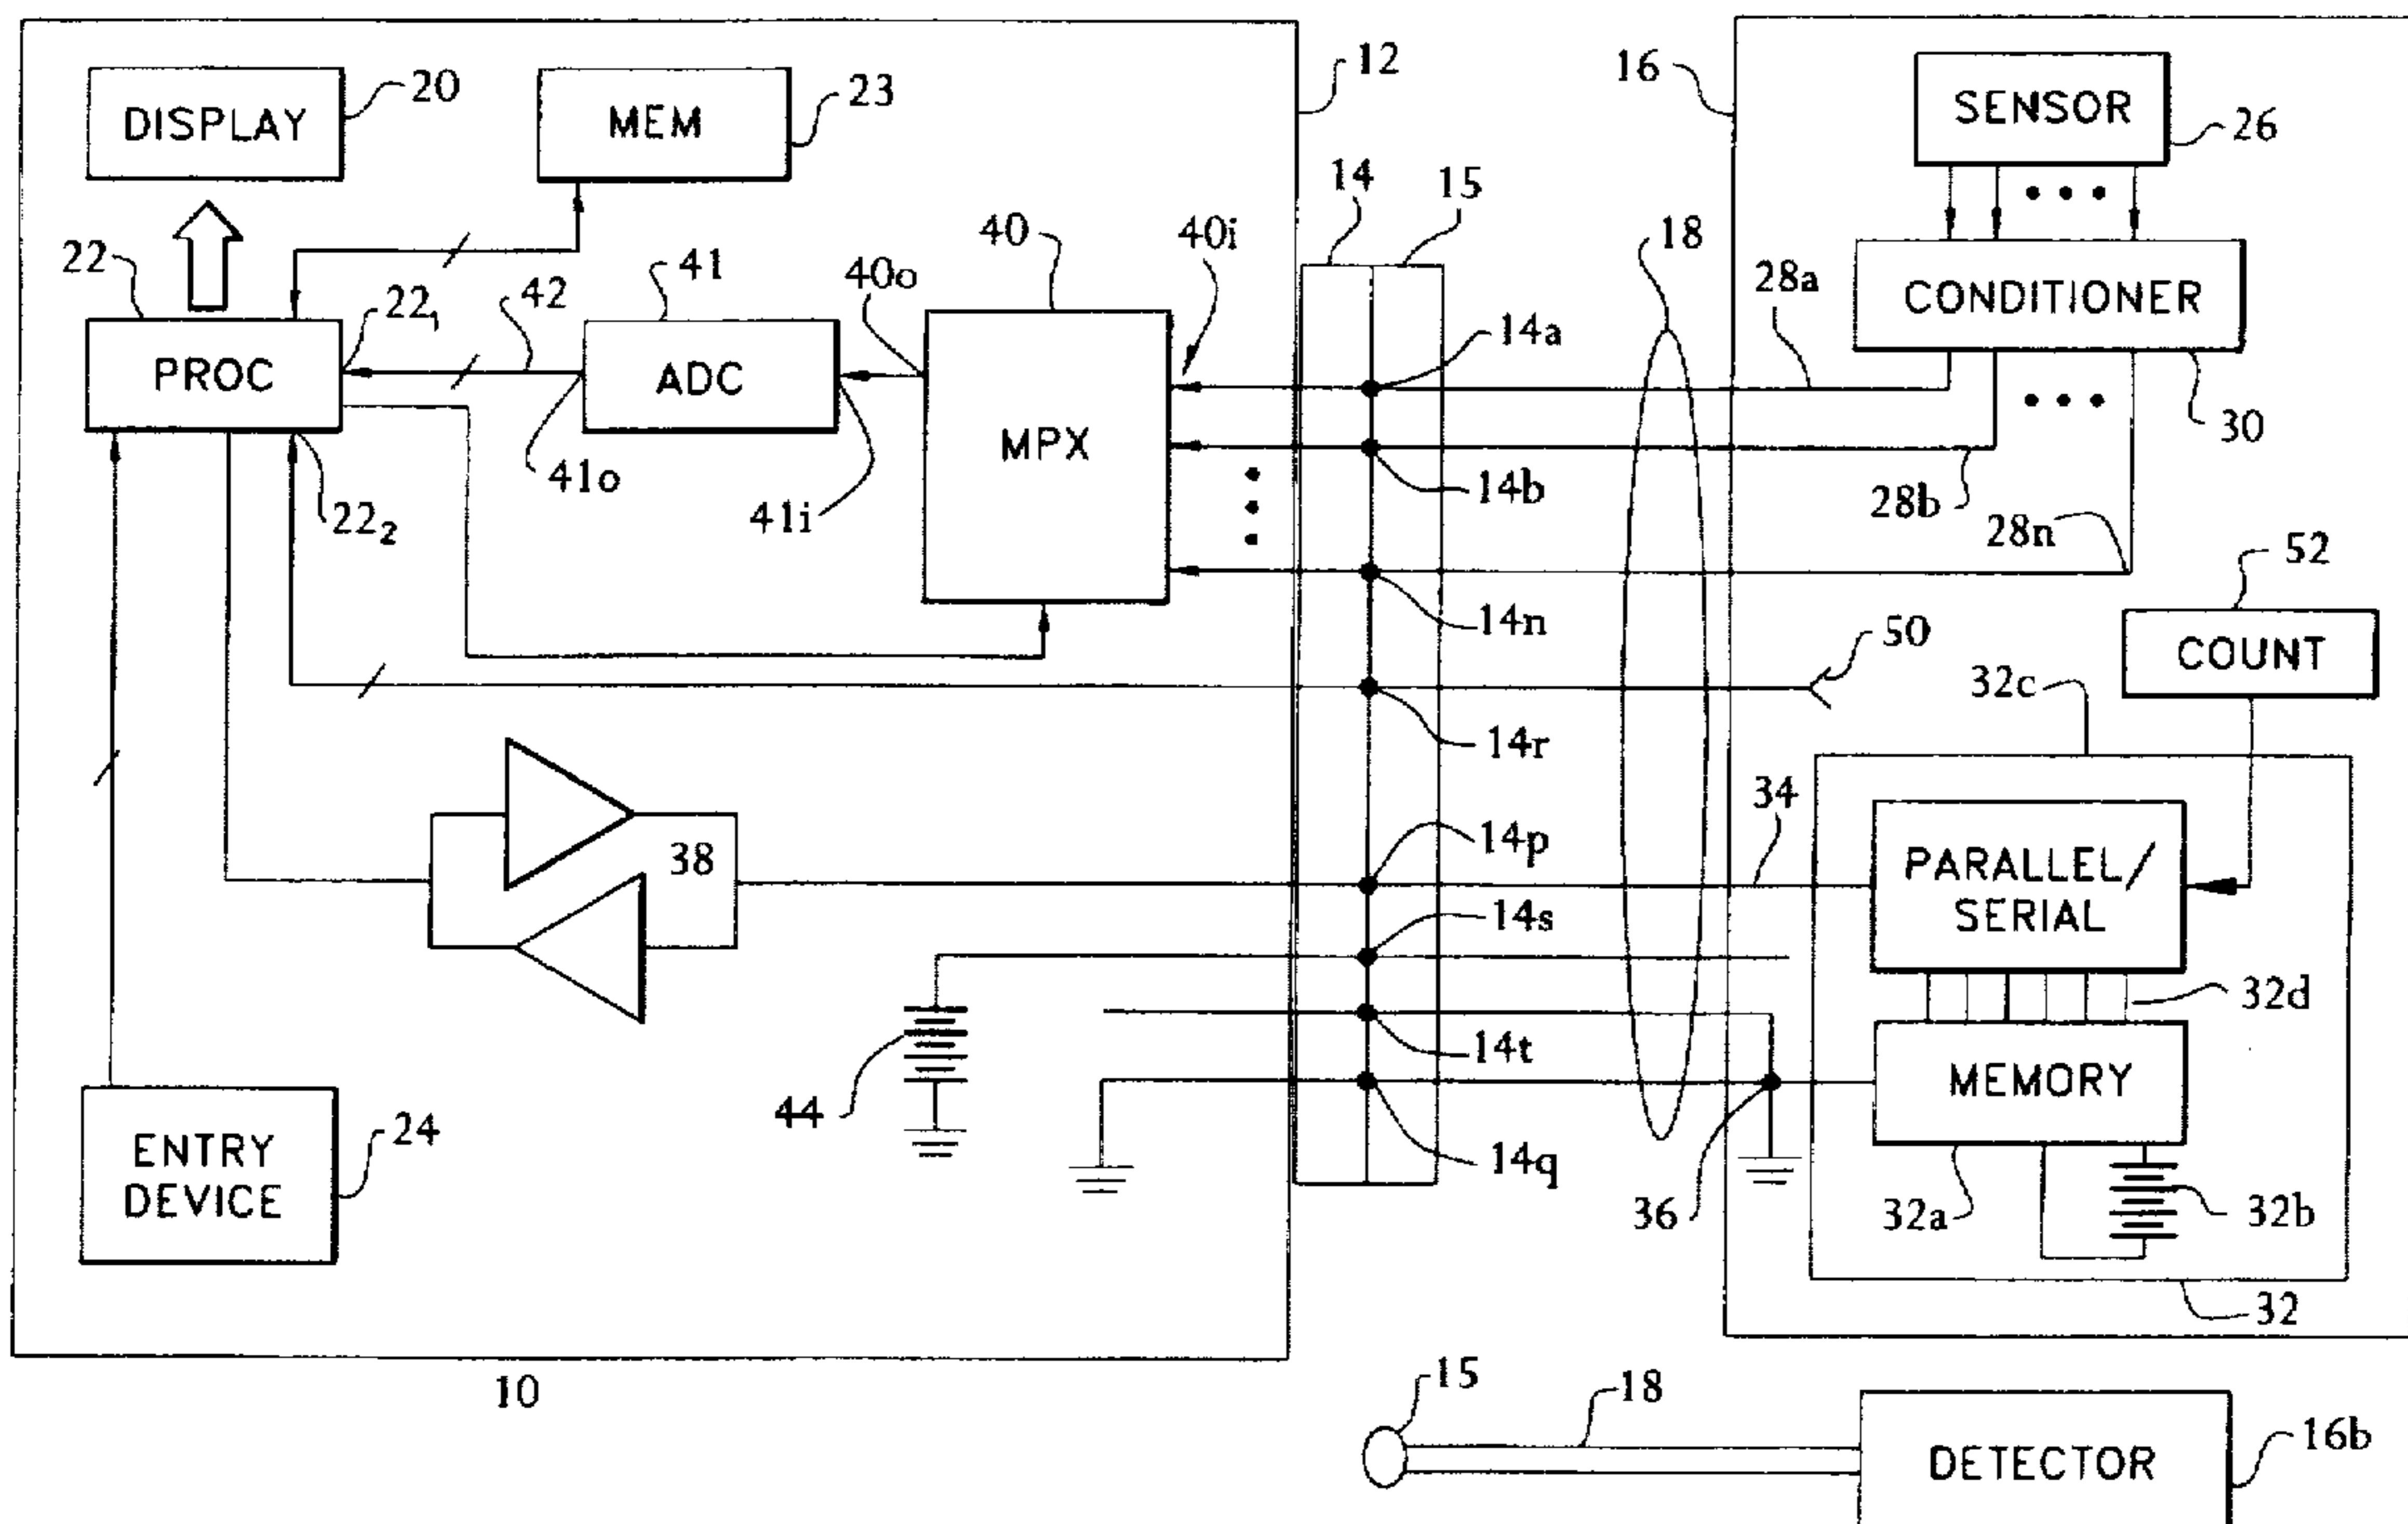 DISPLAY
20
MEM
23
12
16
SENSOR
26
14
15
22
42
41
40o
40
40i
18
28a
CONDITIONER
30
PROC
22₁
ADC
MPX
14a
41o
41i
22₂
14b
28b
28n
52
14n
50
COUNT
32c
14r
38
14p
34
PARALLEL/
SERIAL
14s
32d
44
14t
MEMORY
ENTRY
DEVICE
24
14q
36
32a
32b
32
10
15
18
DETECTOR
16b